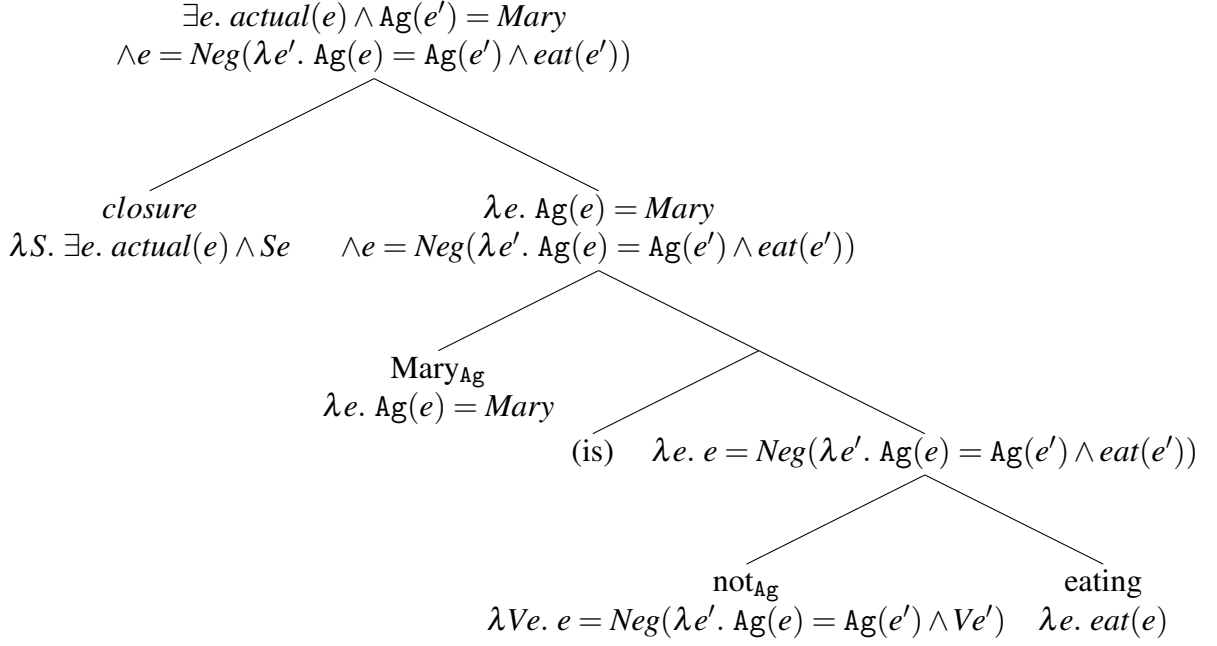 ∃e. actual(e) ∧ Ag(e′) = Mary
∧e = Neg(λe′. Ag(e) = Ag(e′) ∧ eat(e′))
closure
λS. ∃e. actual(e) ∧ Se
λe. Ag(e) = Mary
∧e = Neg(λe′. Ag(e) = Ag(e′) ∧ eat(e′))
Mary_Ag
λe. Ag(e) = Mary
(is)
λe. e = Neg(λe′. Ag(e) = Ag(e′) ∧ eat(e′))
not_Ag
λVe. e = Neg(λe′. Ag(e) = Ag(e′) ∧ Ve′)
eating
λe. eat(e)